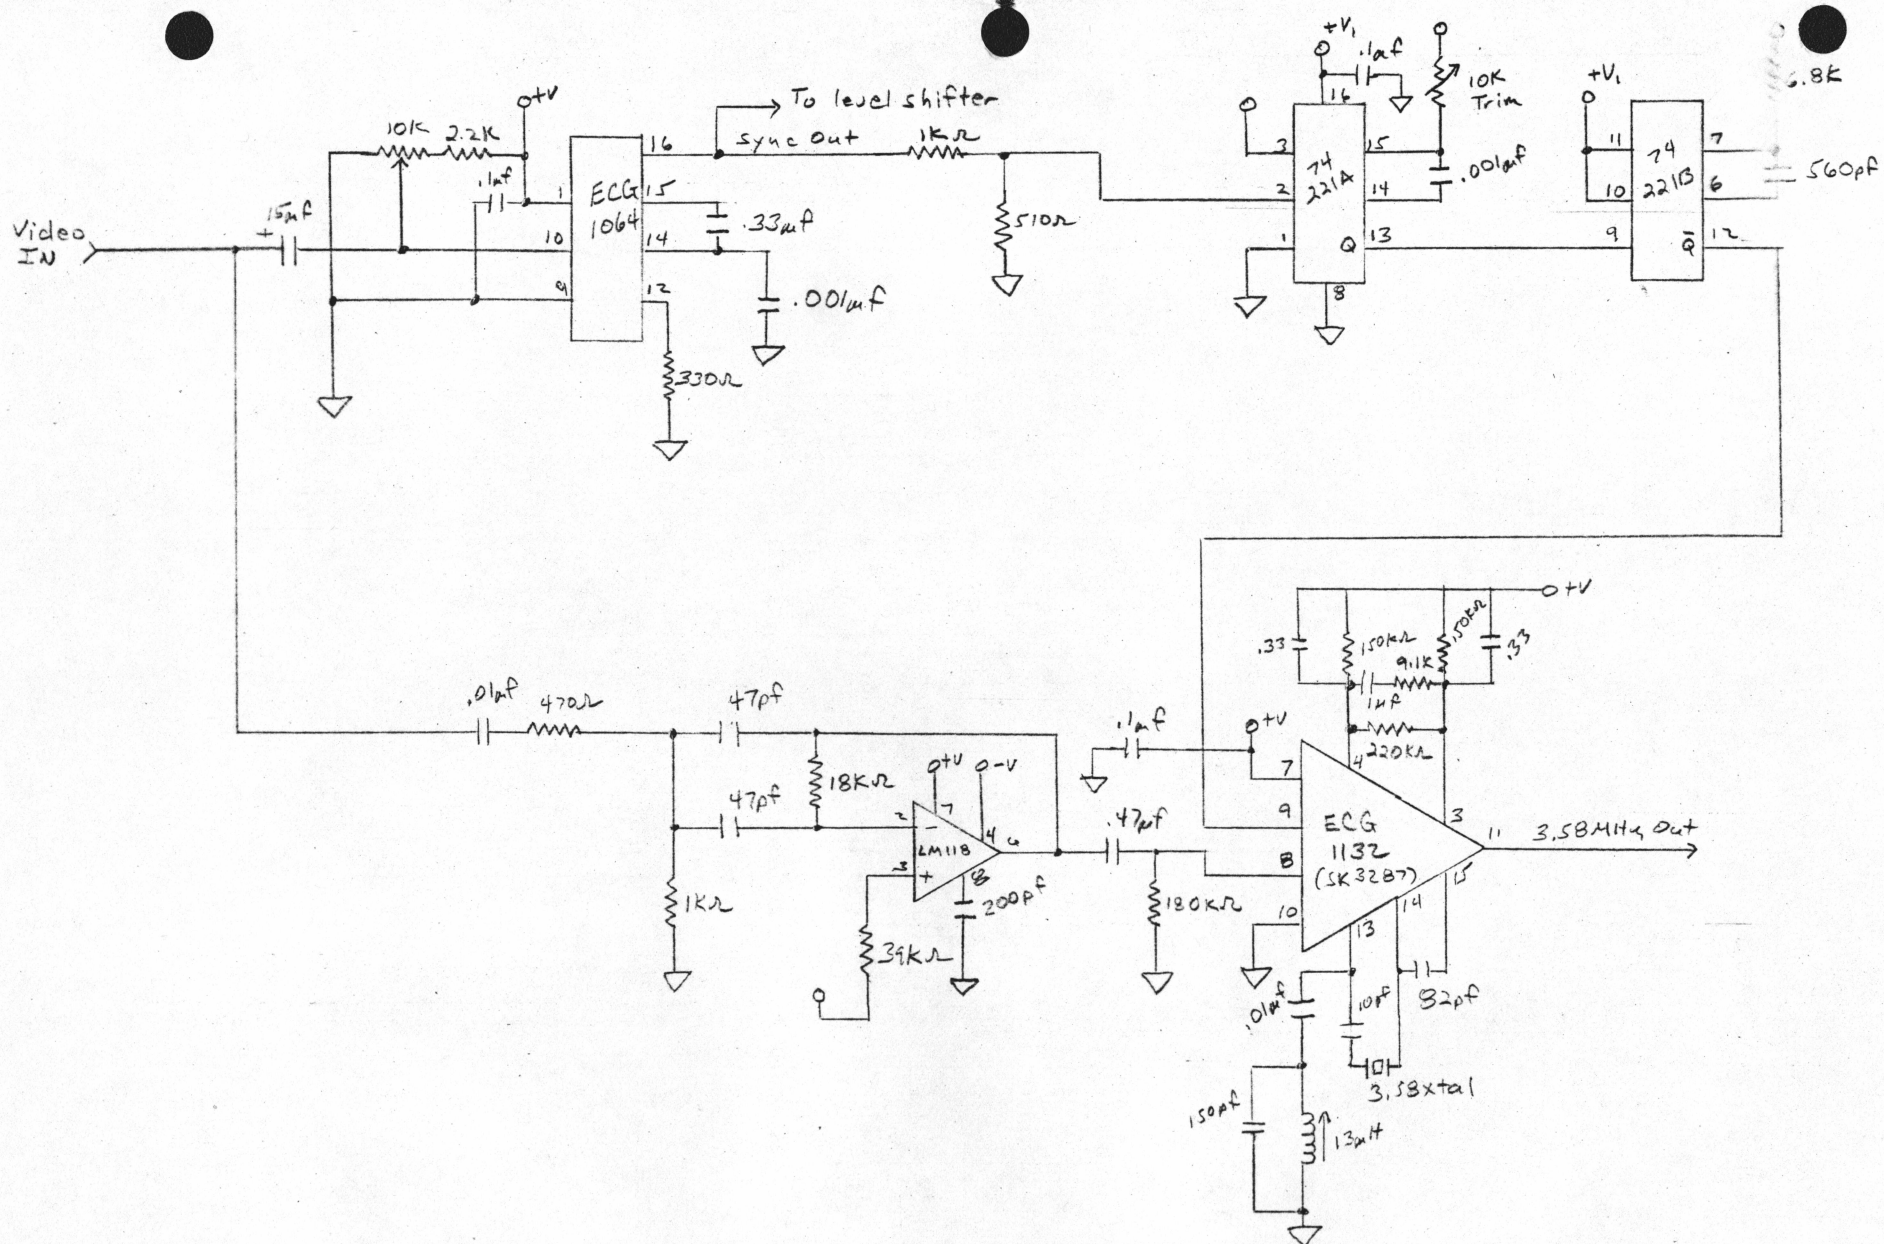 +V₁
.1µf
10K
Trim
16
+V₁
6.8K
+V
To level shifter
10K
2.2K
16
sync Out
1KΩ
3
15
74
221A
.001µf
11
7
74
221B
560pf
.1µf
1
ECG
1064
15
2
14
10
6
15µf
+
Video
IN
10
14
.33µf
510Ω
1
Q
13
9
Q̅
12
9
12
.001µf
8
330Ω
+V
.33
150KΩ
150KΩ
.33
9.1K
1µf
.01µf
470Ω
47pf
.1µf
+V
220KΩ
4
18KΩ
+V
-V
7
47pf
7
2
-
4
6
.47µf
9
ECG
1132
(SK3287)
3
11
3.58MHz Out
LM118
3
+
8
200pf
8
15
1KΩ
180KΩ
10
14
13
39KΩ
.01µf
10pf
82pf
3.58xtal
150pf
13µH